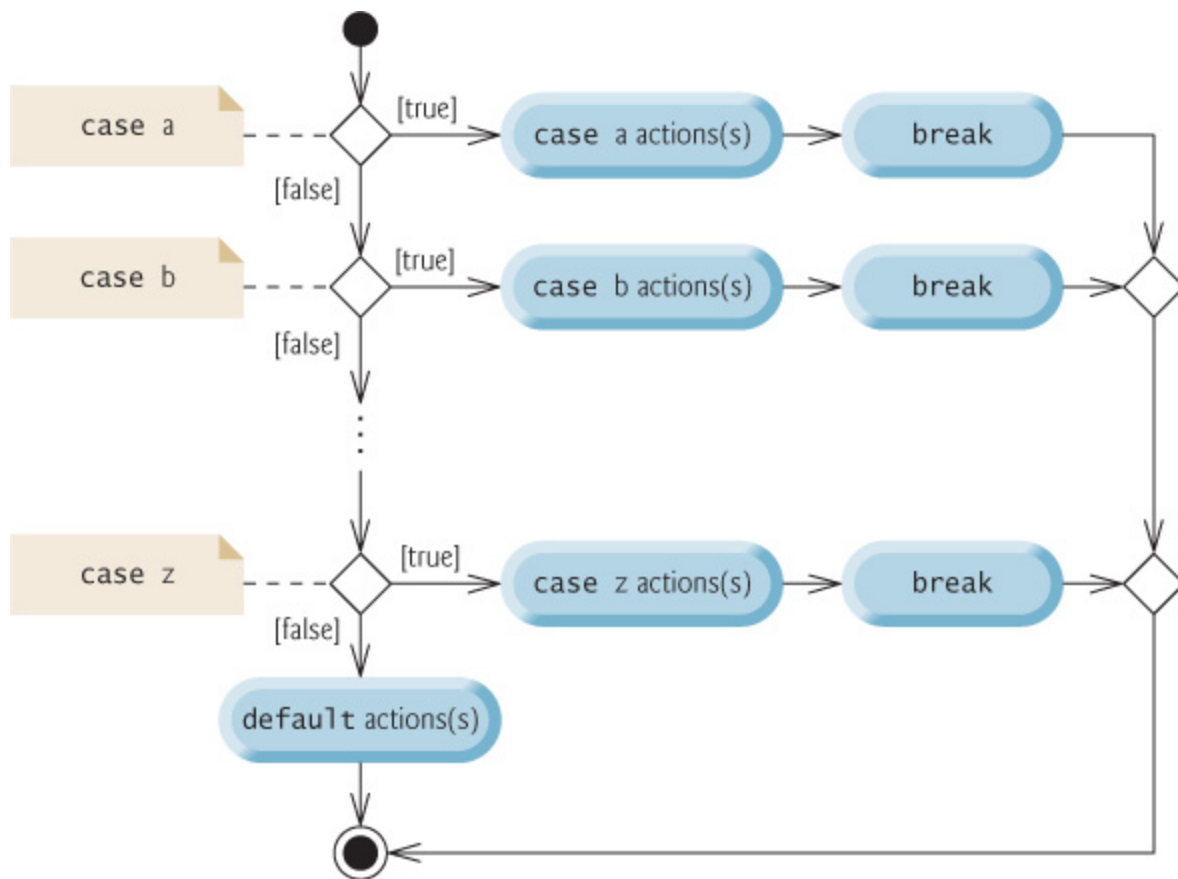 case a
[true]
case a actions(s)
break
[false]
case b
[true]
case b actions(s)
break
[false]
case z
[true]
case z actions(s)
break
[false]
default actions(s)